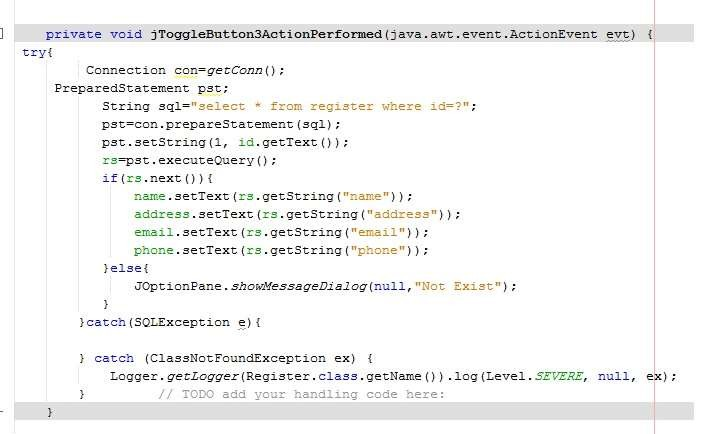 private void jToggleButton3ActionPerformed(java.awt.event.ActionEvent evt) {
try{
Connection con=getConn();
PreparedStatement pst;
String sql="select * from register where id=?";
pst=con.prepareStatement(sql);
pst.setString(1, id.getText());
rs=pst.executeQuery();
if(rs.next()){
name.setText(rs.getString("name"));
address.setText(rs.getString("address"));
email.setText(rs.getString("email"));
phone.setText(rs.getString("phone"));
}else{
JOptionPane.showMessageDialog(null,"Not Exist");
}
}catch(SQLException e){
} catch (ClassNotFoundException ex) {
Logger.getLogger(Register.class.getName()).log(Level.SEVERE, null, ex);
} // TODO add your handling code here:
}